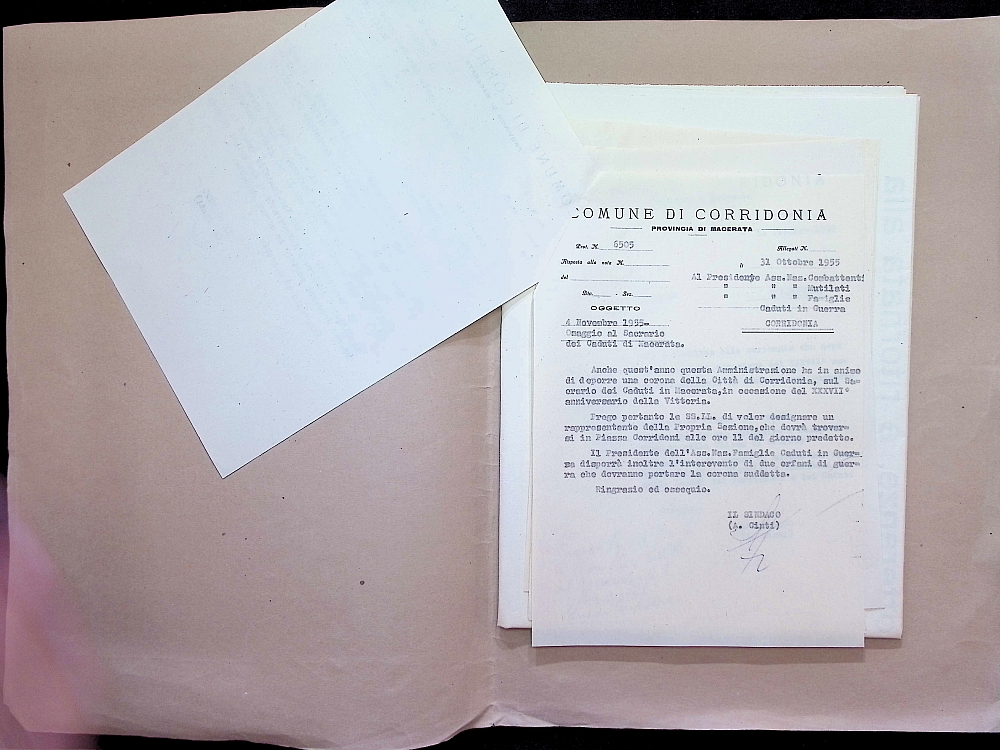 COMUNE DI CORRIDONIA
PROVINCIA DI MACERATA
Prot. N. 6505
Allegati N.
Risposta alla nota N.
li 31 Ottobre 1955
del
Div. - Sez.
Al Presidente Ass.Naz.Combattenti
" " " Mutilati
" " " Famiglie
Caduti in Guerra
CORRIDONIA
OGGETTO
4 Novembre 1955-
Omaggio al Sacrario
dei Caduti di Macerata.
Anche quest'anno questa Amministrazione ha in animo
di deporre una corona della Città di Corridonia, sul Sa=
crario dei Caduti in Macerata,in occasione del XXXVII°
anniversario della Vittoria.
Prego pertanto le SS.LL. di voler designare un
rappresentante della Propria Sezione,che dovrà trovar=
si in Piazza Corridoni alle ore 11 del giorno predetto.
Il Presidente dell'Ass.Naz.Famiglie Caduti in Guer=
ra disporrà inoltre l'interevento di due orfani di guer=
ra che dovranno portare la corona suddetta.
Ringrazio ed ossequio.
IL SINDACO
(A. Cinti)